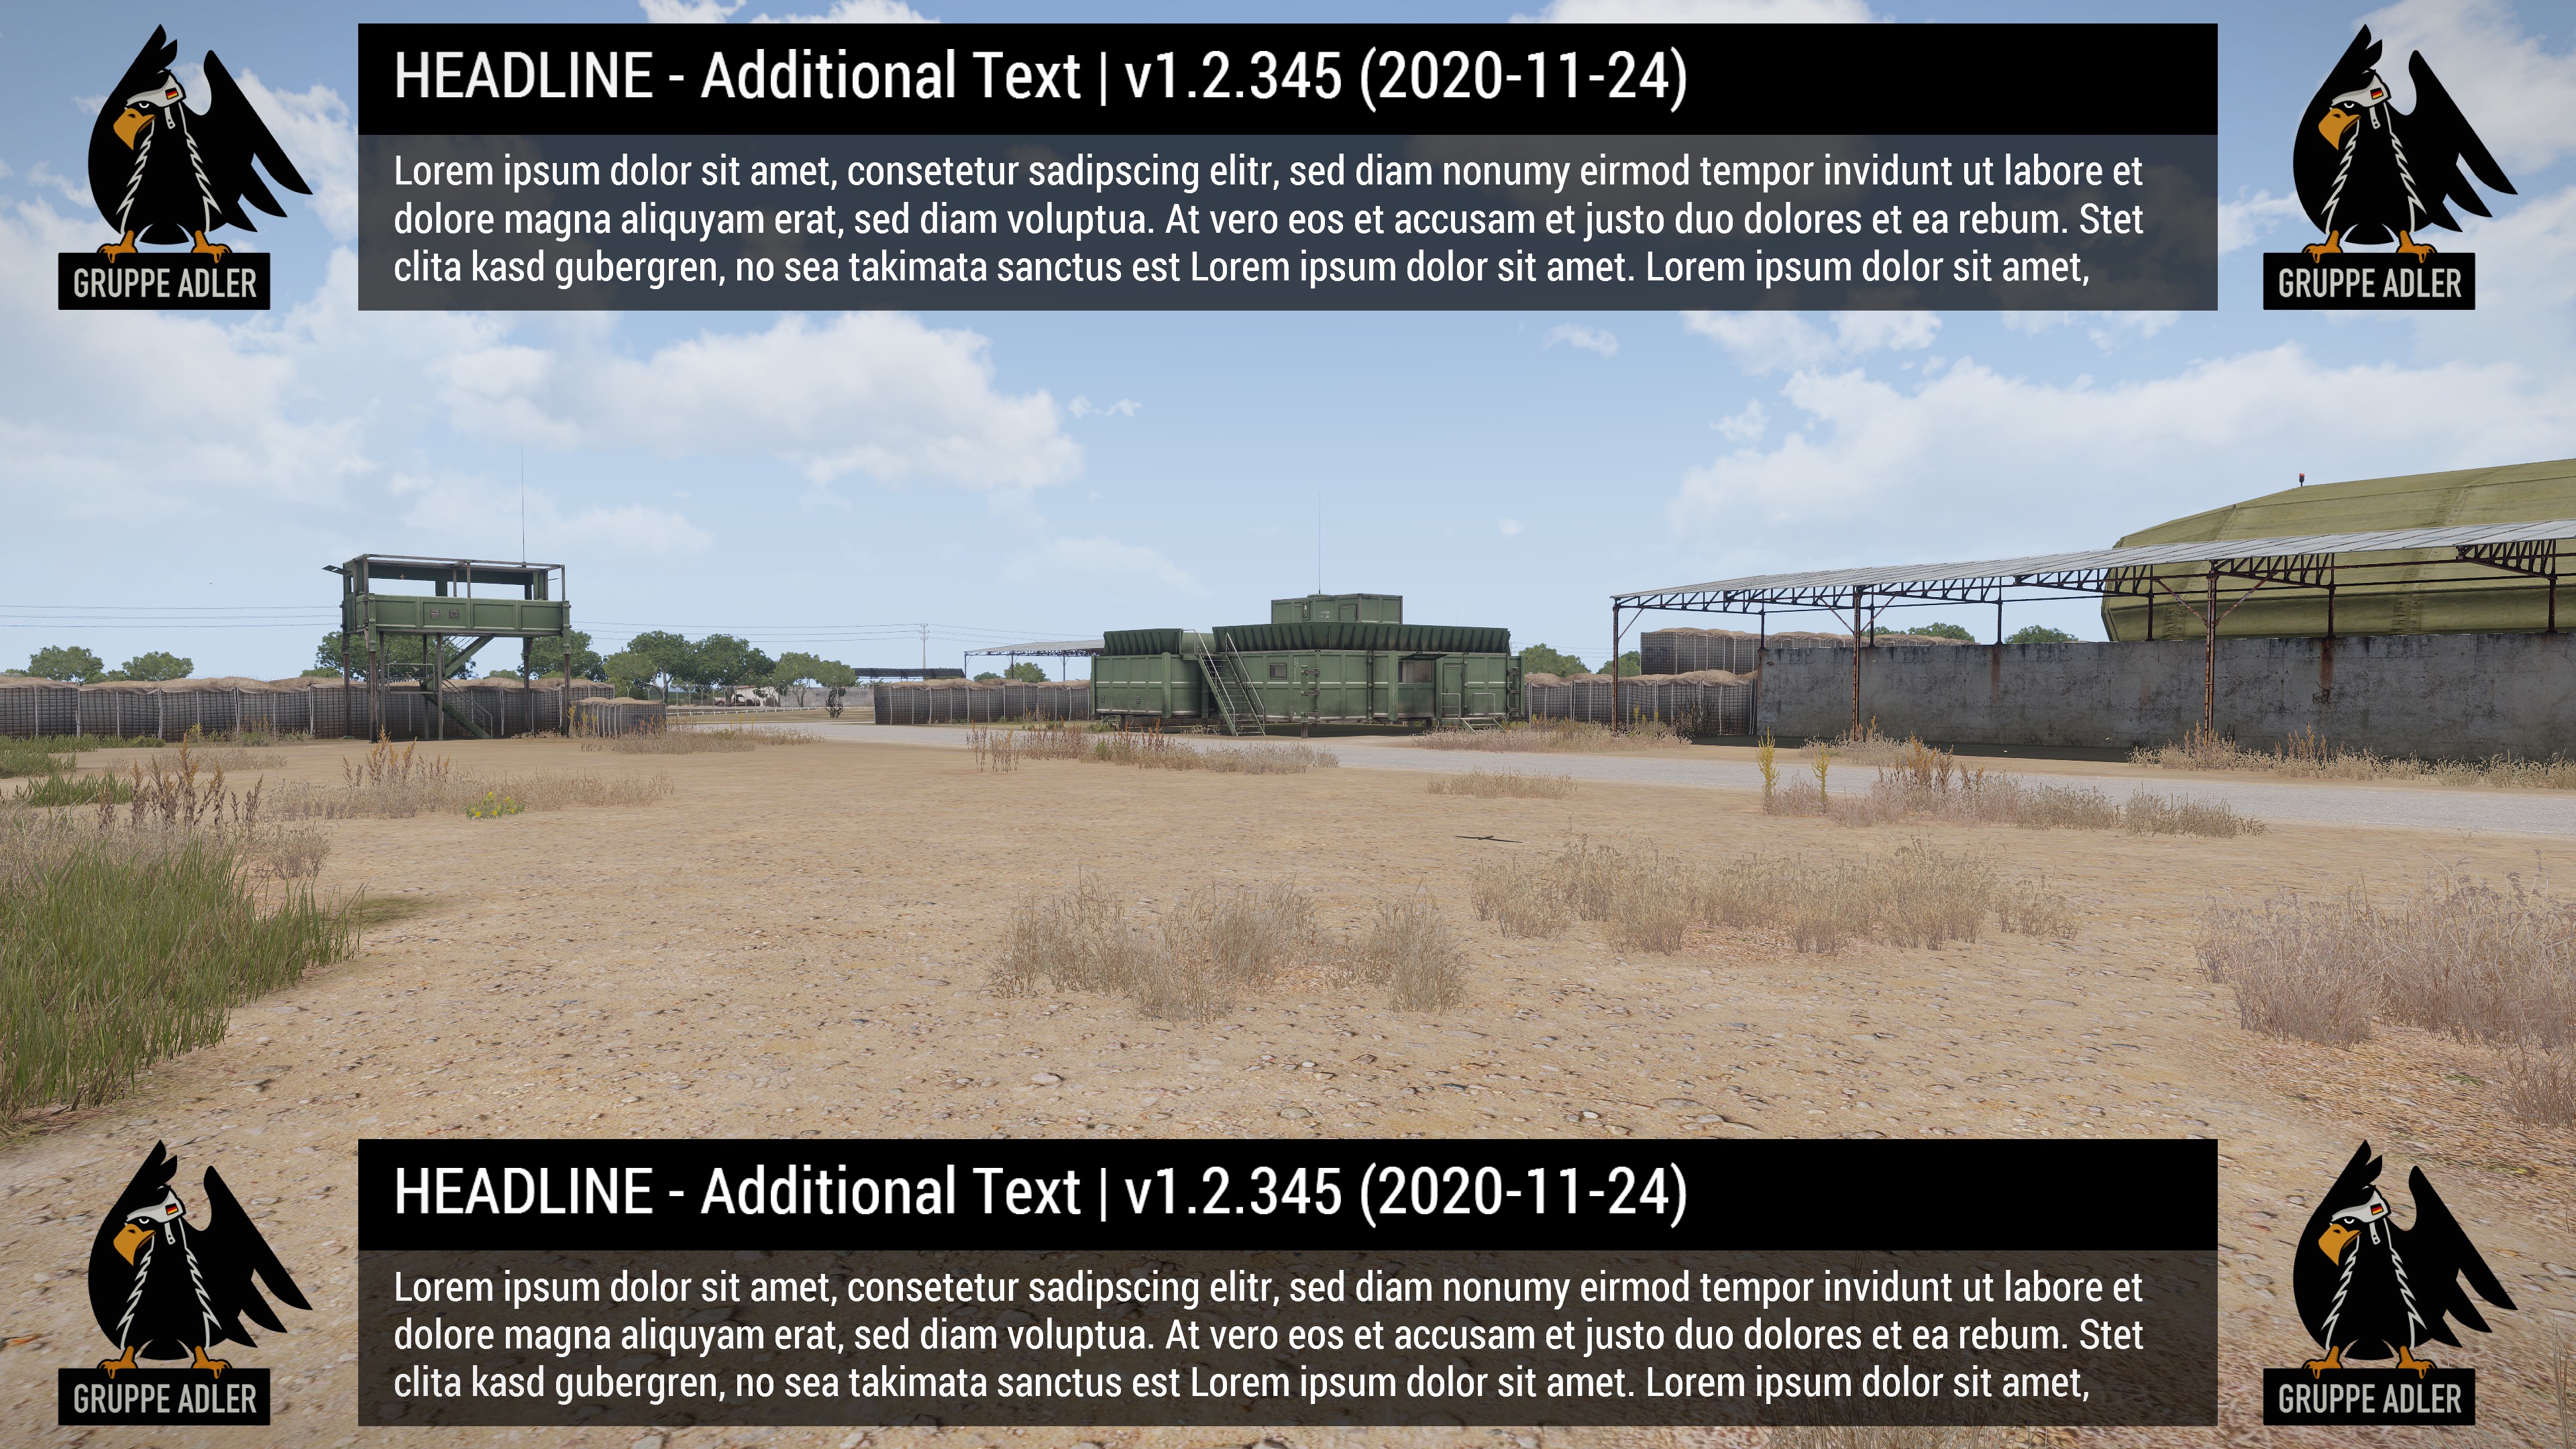 HEADLINE - Additional Text | v1.2.345 (2020-11-24)
Lorem ipsum dolor sit amet, consetetur sadipscing elitr, sed diam nonumy eirmod tempor invidunt ut labore et
dolore magna aliquyam erat, sed diam voluptua. At vero eos et accusam et justo duo dolores et ea rebum. Stet
clita kasd gubergren, no sea takimata sanctus est Lorem ipsum dolor sit amet. Lorem ipsum dolor sit amet,
GRUPPE ADLER
GRUPPE ADLER
HEADLINE - Additional Text | v1.2.345 (2020-11-24)
Lorem ipsum dolor sit amet, consetetur sadipscing elitr, sed diam nonumy eirmod tempor invidunt ut labore et
dolore magna aliquyam erat, sed diam voluptua. At vero eos et accusam et justo duo dolores et ea rebum. Stet
clita kasd gubergren, no sea takimata sanctus est Lorem ipsum dolor sit amet. Lorem ipsum dolor sit amet,
GRUPPE ADLER
GRUPPE ADLER